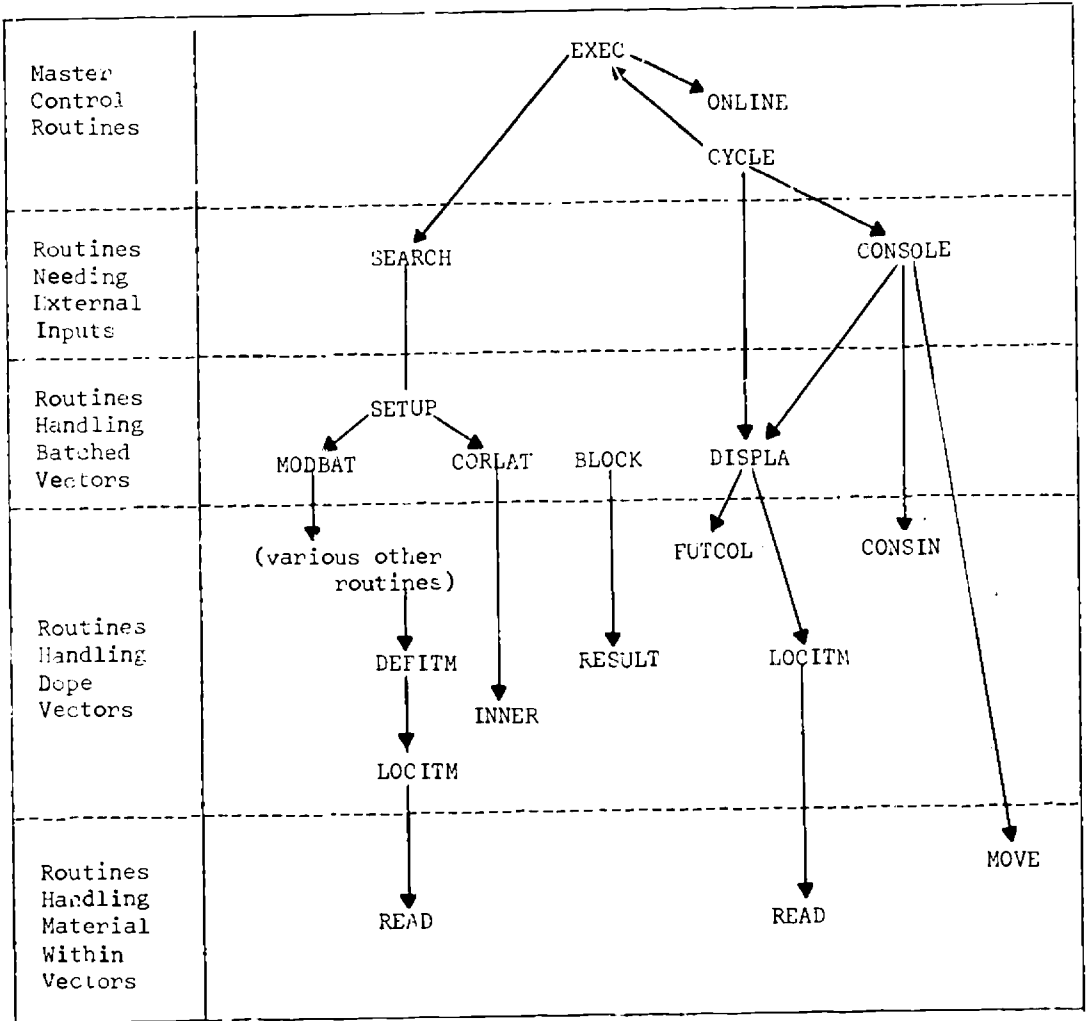 Master
Control
Routines
EXEC
ONLINE
CYCLE
Routines
Needing
External
Inputs
SEARCH
CONSOLE
Routines
Handling
Batched
Vectors
SETUP
MODBAT
CORLAT
BLOCK
DISPLA
(various other
routines)
FUTCOL
CONSIN
Routines
Handling
Dope
Vectors
DEFITM
RESULT
LOCITM
INNER
LOCITM
Routines
Handling
Material
Within
Vectors
READ
READ
MOVE